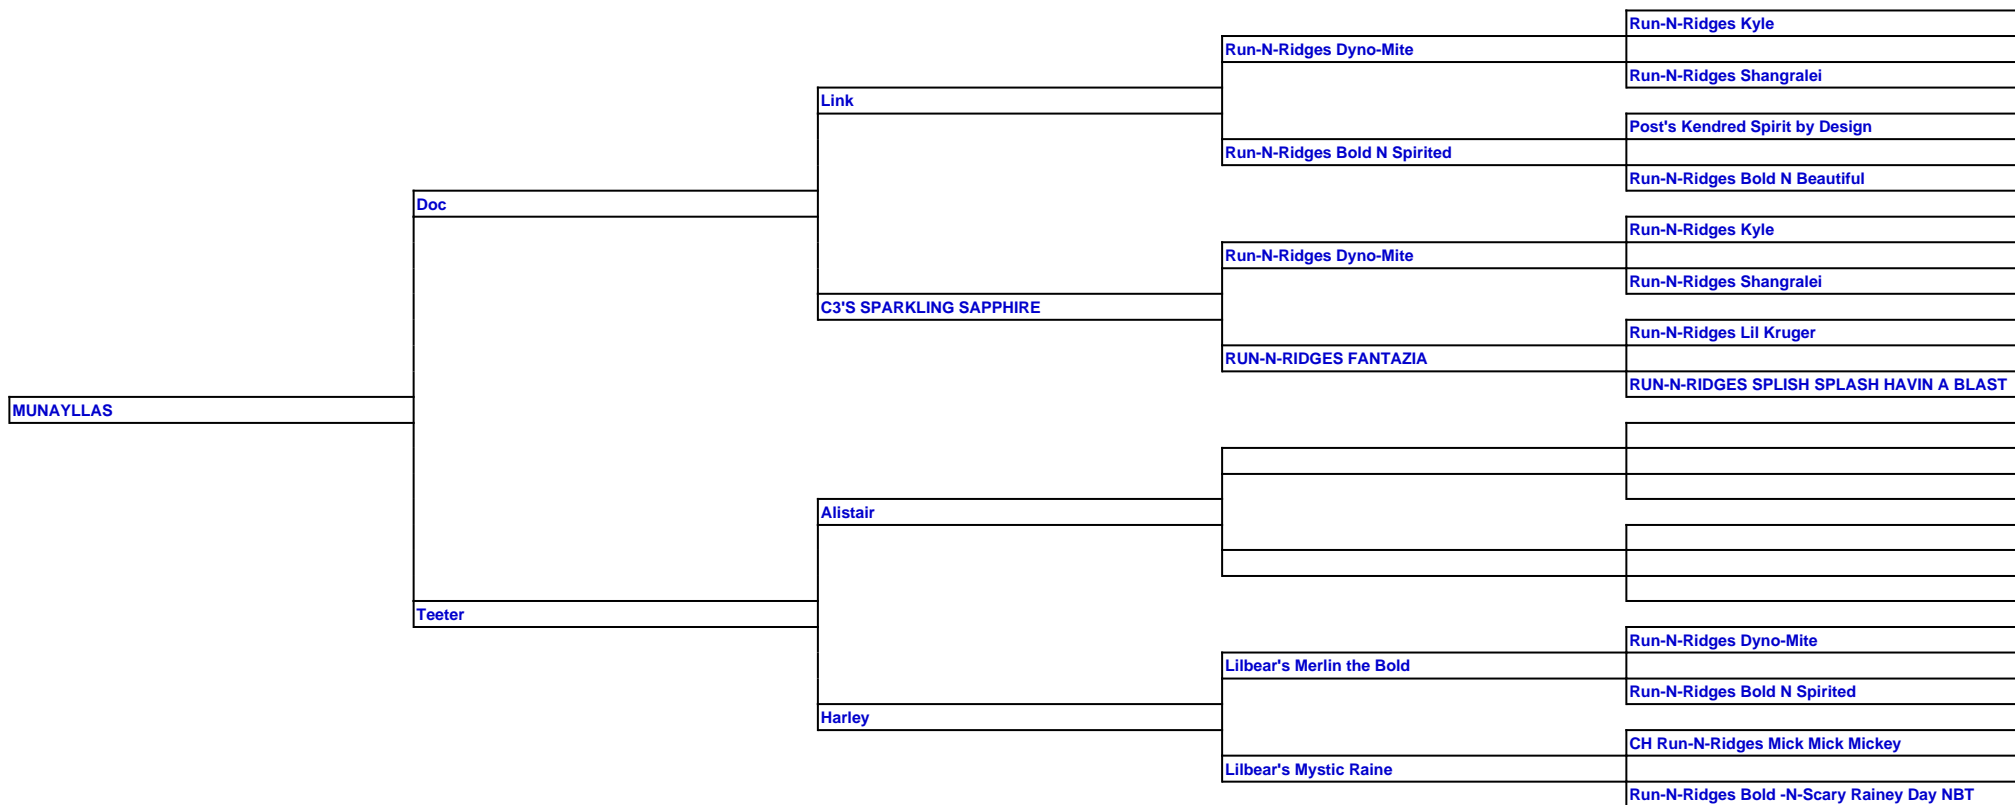 Run-N-Ridges Kyle
Run-N-Ridges Dyno-Mite
Run-N-Ridges Shangralei
Link
Post's Kendred Spirit by Design
Run-N-Ridges Bold N Spirited
Run-N-Ridges Bold N Beautiful
Doc
Run-N-Ridges Kyle
Run-N-Ridges Dyno-Mite
Run-N-Ridges Shangralei
C3'S SPARKLING SAPPHIRE
Run-N-Ridges Lil Kruger
RUN-N-RIDGES FANTAZIA
RUN-N-RIDGES SPLISH SPLASH HAVIN A BLAST
MUNAYLLAS
Alistair
Teeter
Run-N-Ridges Dyno-Mite
Lilbear's Merlin the Bold
Run-N-Ridges Bold N Spirited
Harley
CH Run-N-Ridges Mick Mick Mickey
Lilbear's Mystic Raine
Run-N-Ridges Bold -N-Scary Rainey Day NBT